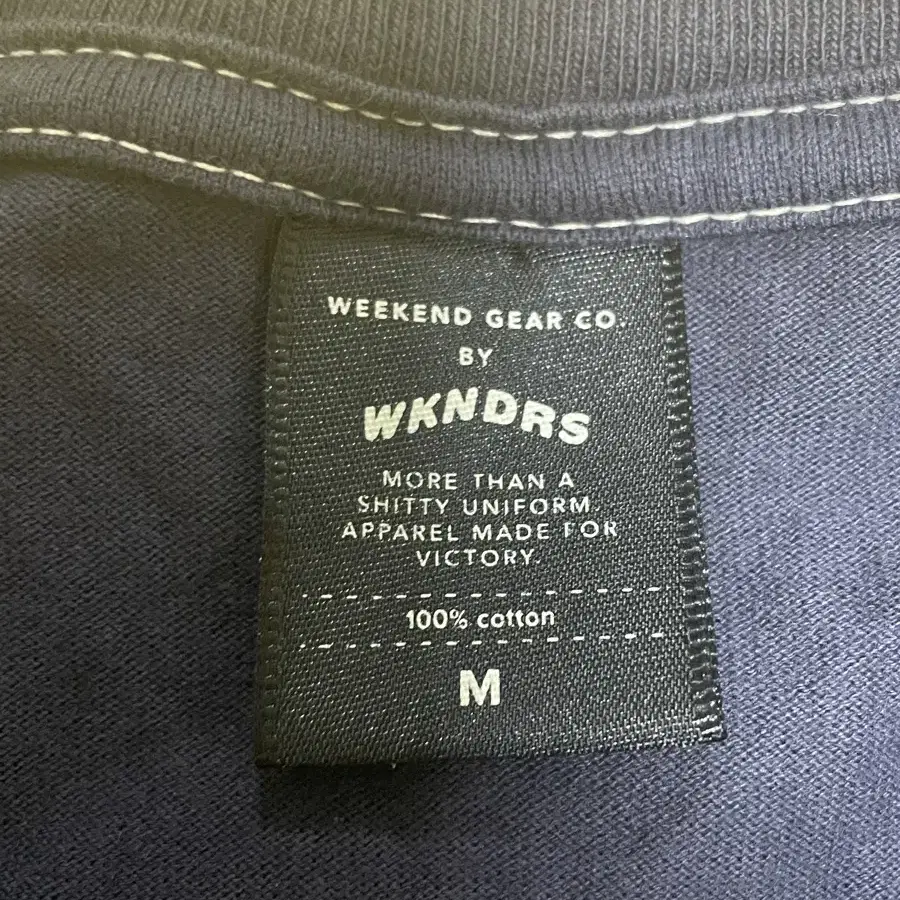 WEEKEND GEAR CO.
BY
WKNDRS
MORE THAN A
SHITTY UNIFORM
APPAREL MADE FOR
VICTORY.
100% cotton
M